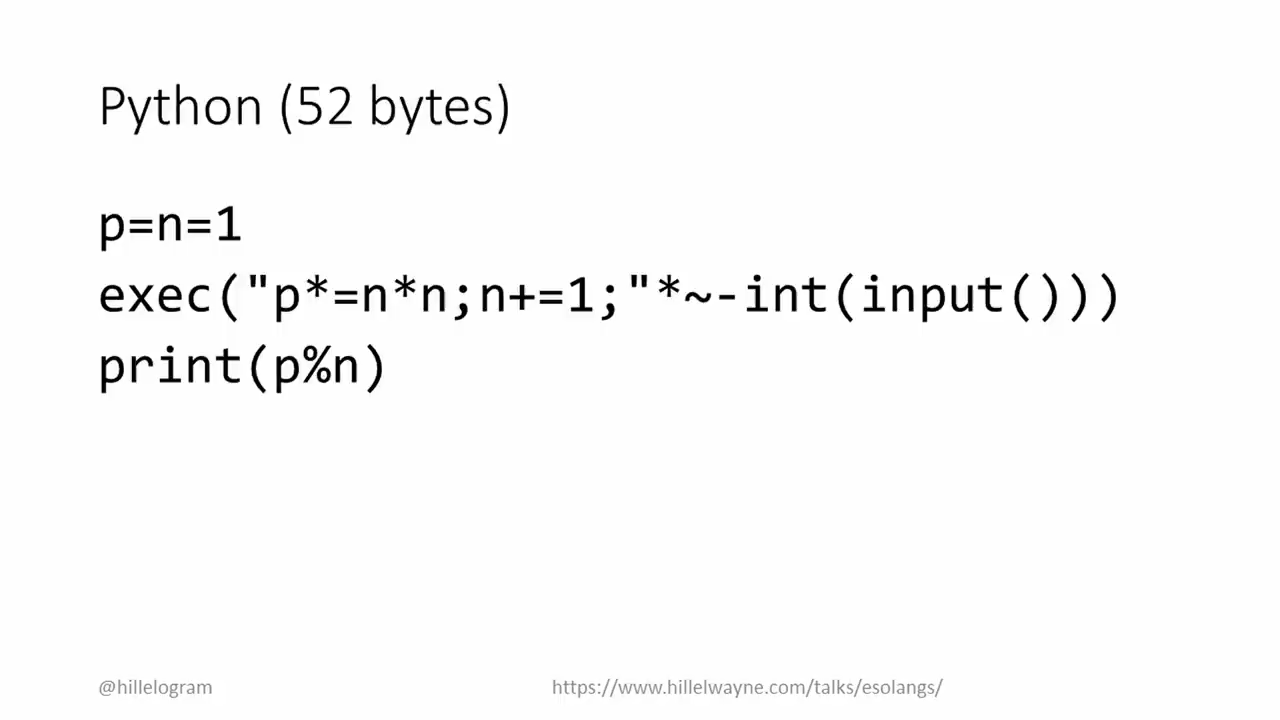 Python (52 bytes)
p=n=1
exec("p*=n*n;n+=1;"*~-int(input()))
print(p%n)
@hillelogram
https://www.hillelwayne.com/talks/esolangs/